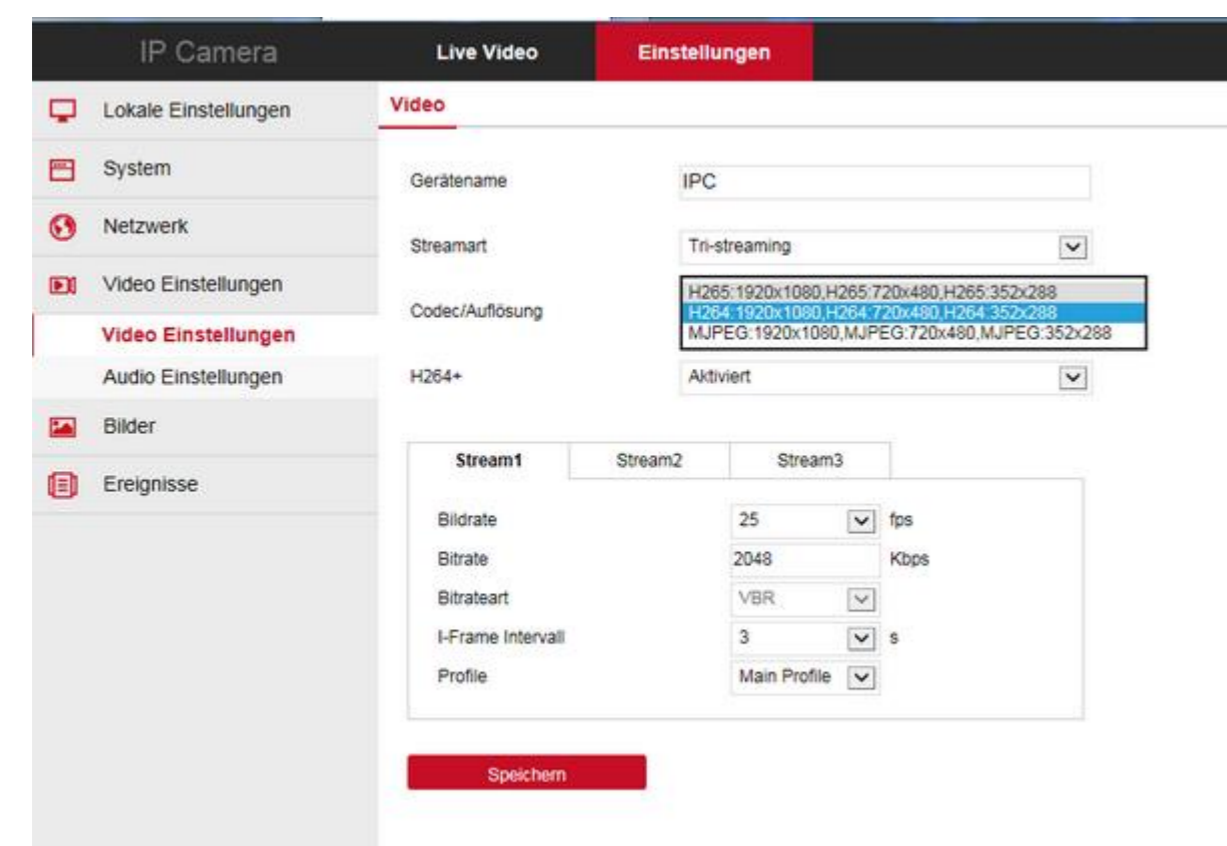 IP Camera
Live Video
Einstellungen
Lokale Einstellungen
System
Netzwerk
Video Einstellungen
Video Einstellungen
Audio Einstellungen
Bilder
Ereignisse
Video
Gerätename IPC
Streamart Tri-streaming
Codec/Auflösung
H265:1920x1080,H265:720x480,H265:352x288
H264:1920x1080,H264:720x480,H264:352x288
MJPEG:1920x1080,MJPEG:720x480,MJPEG:352x288
H264+ Aktiviert
Stream1 Stream2 Stream3
Bildrate 25 fps
Bitrate 2048 Kbps
Bitrateart VBR
I-Frame Intervall 3 s
Profile Main Profile
Speichern